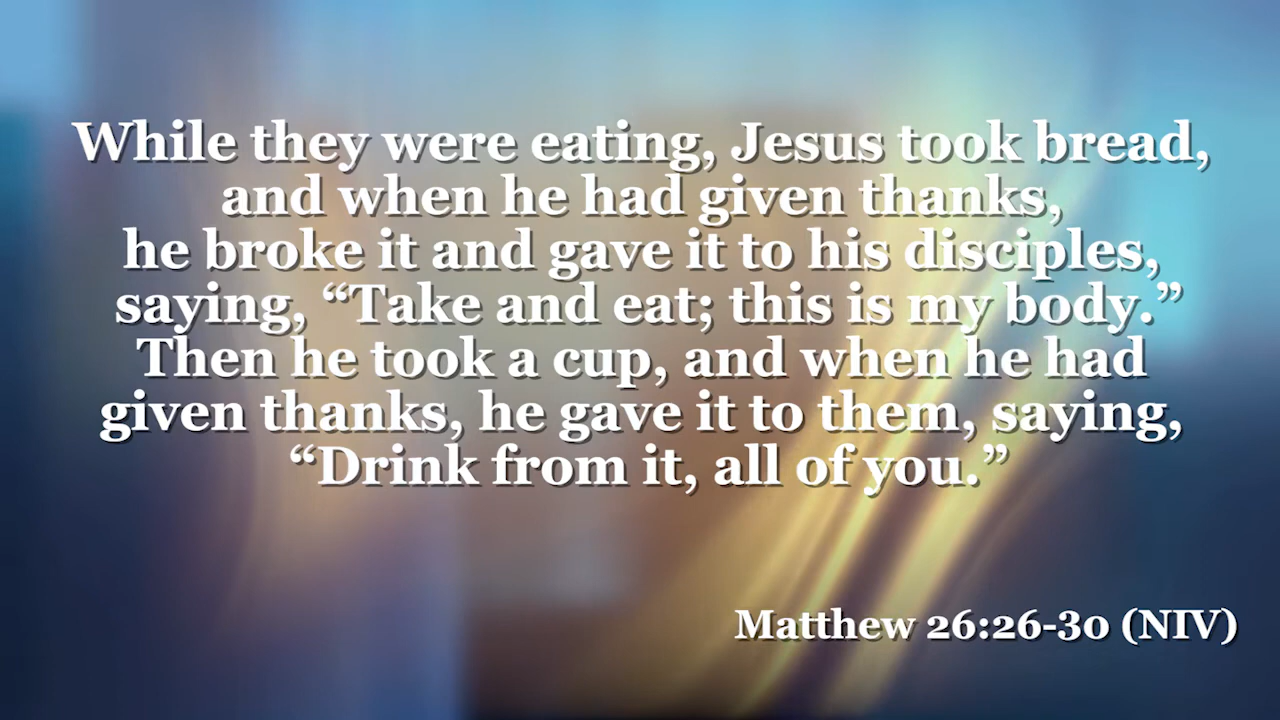 While they were eating, Jesus took bread,
and when he had given thanks,
he broke it and gave it to his disciples,
saying, “Take and eat; this is my body.”
Then he took a cup, and when he had
given thanks, he gave it to them, saying,
“Drink from it, all of you.”
Matthew 26:26-30 (NIV)